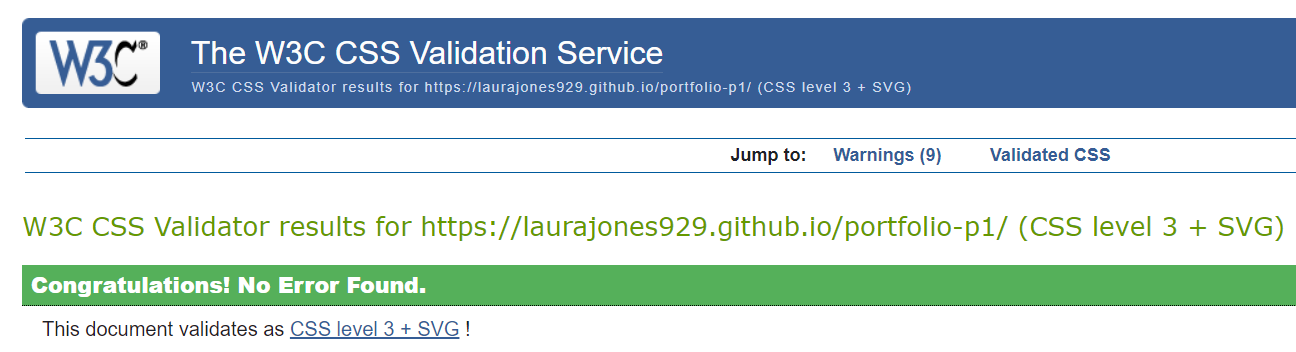 W3C® The W3C CSS Validation Service
W3C CSS Validator results for https://laurajones929.github.io/portfolio-p1/ (CSS level 3 + SVG)
Jump to: Warnings (9) Validated CSS
W3C CSS Validator results for https://laurajones929.github.io/portfolio-p1/ (CSS level 3 + SVG)
Congratulations! No Error Found.
This document validates as CSS level 3 + SVG !